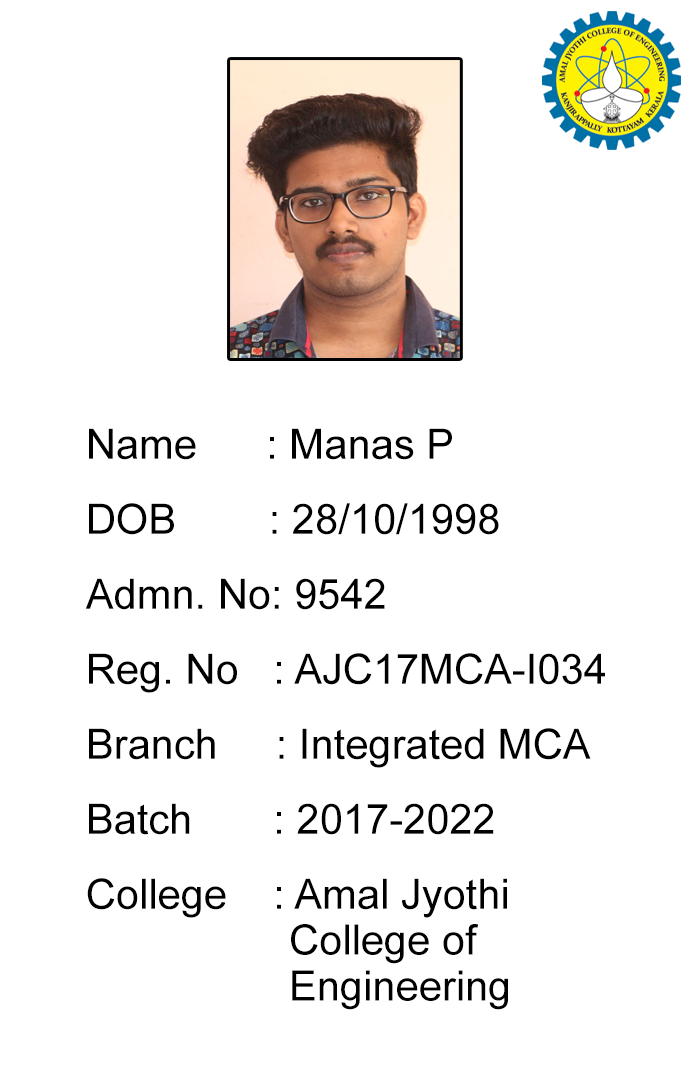 AMAL JYOTHI COLLEGE OF ENGINEERING
KANJIRAPPALLY KOTTAYAM KERALA
Name : Manas P
DOB : 28/10/1998
Admn. No: 9542
Reg. No : AJC17MCA-I034
Branch : Integrated MCA
Batch : 2017-2022
College : Amal Jyothi
College of
Engineering